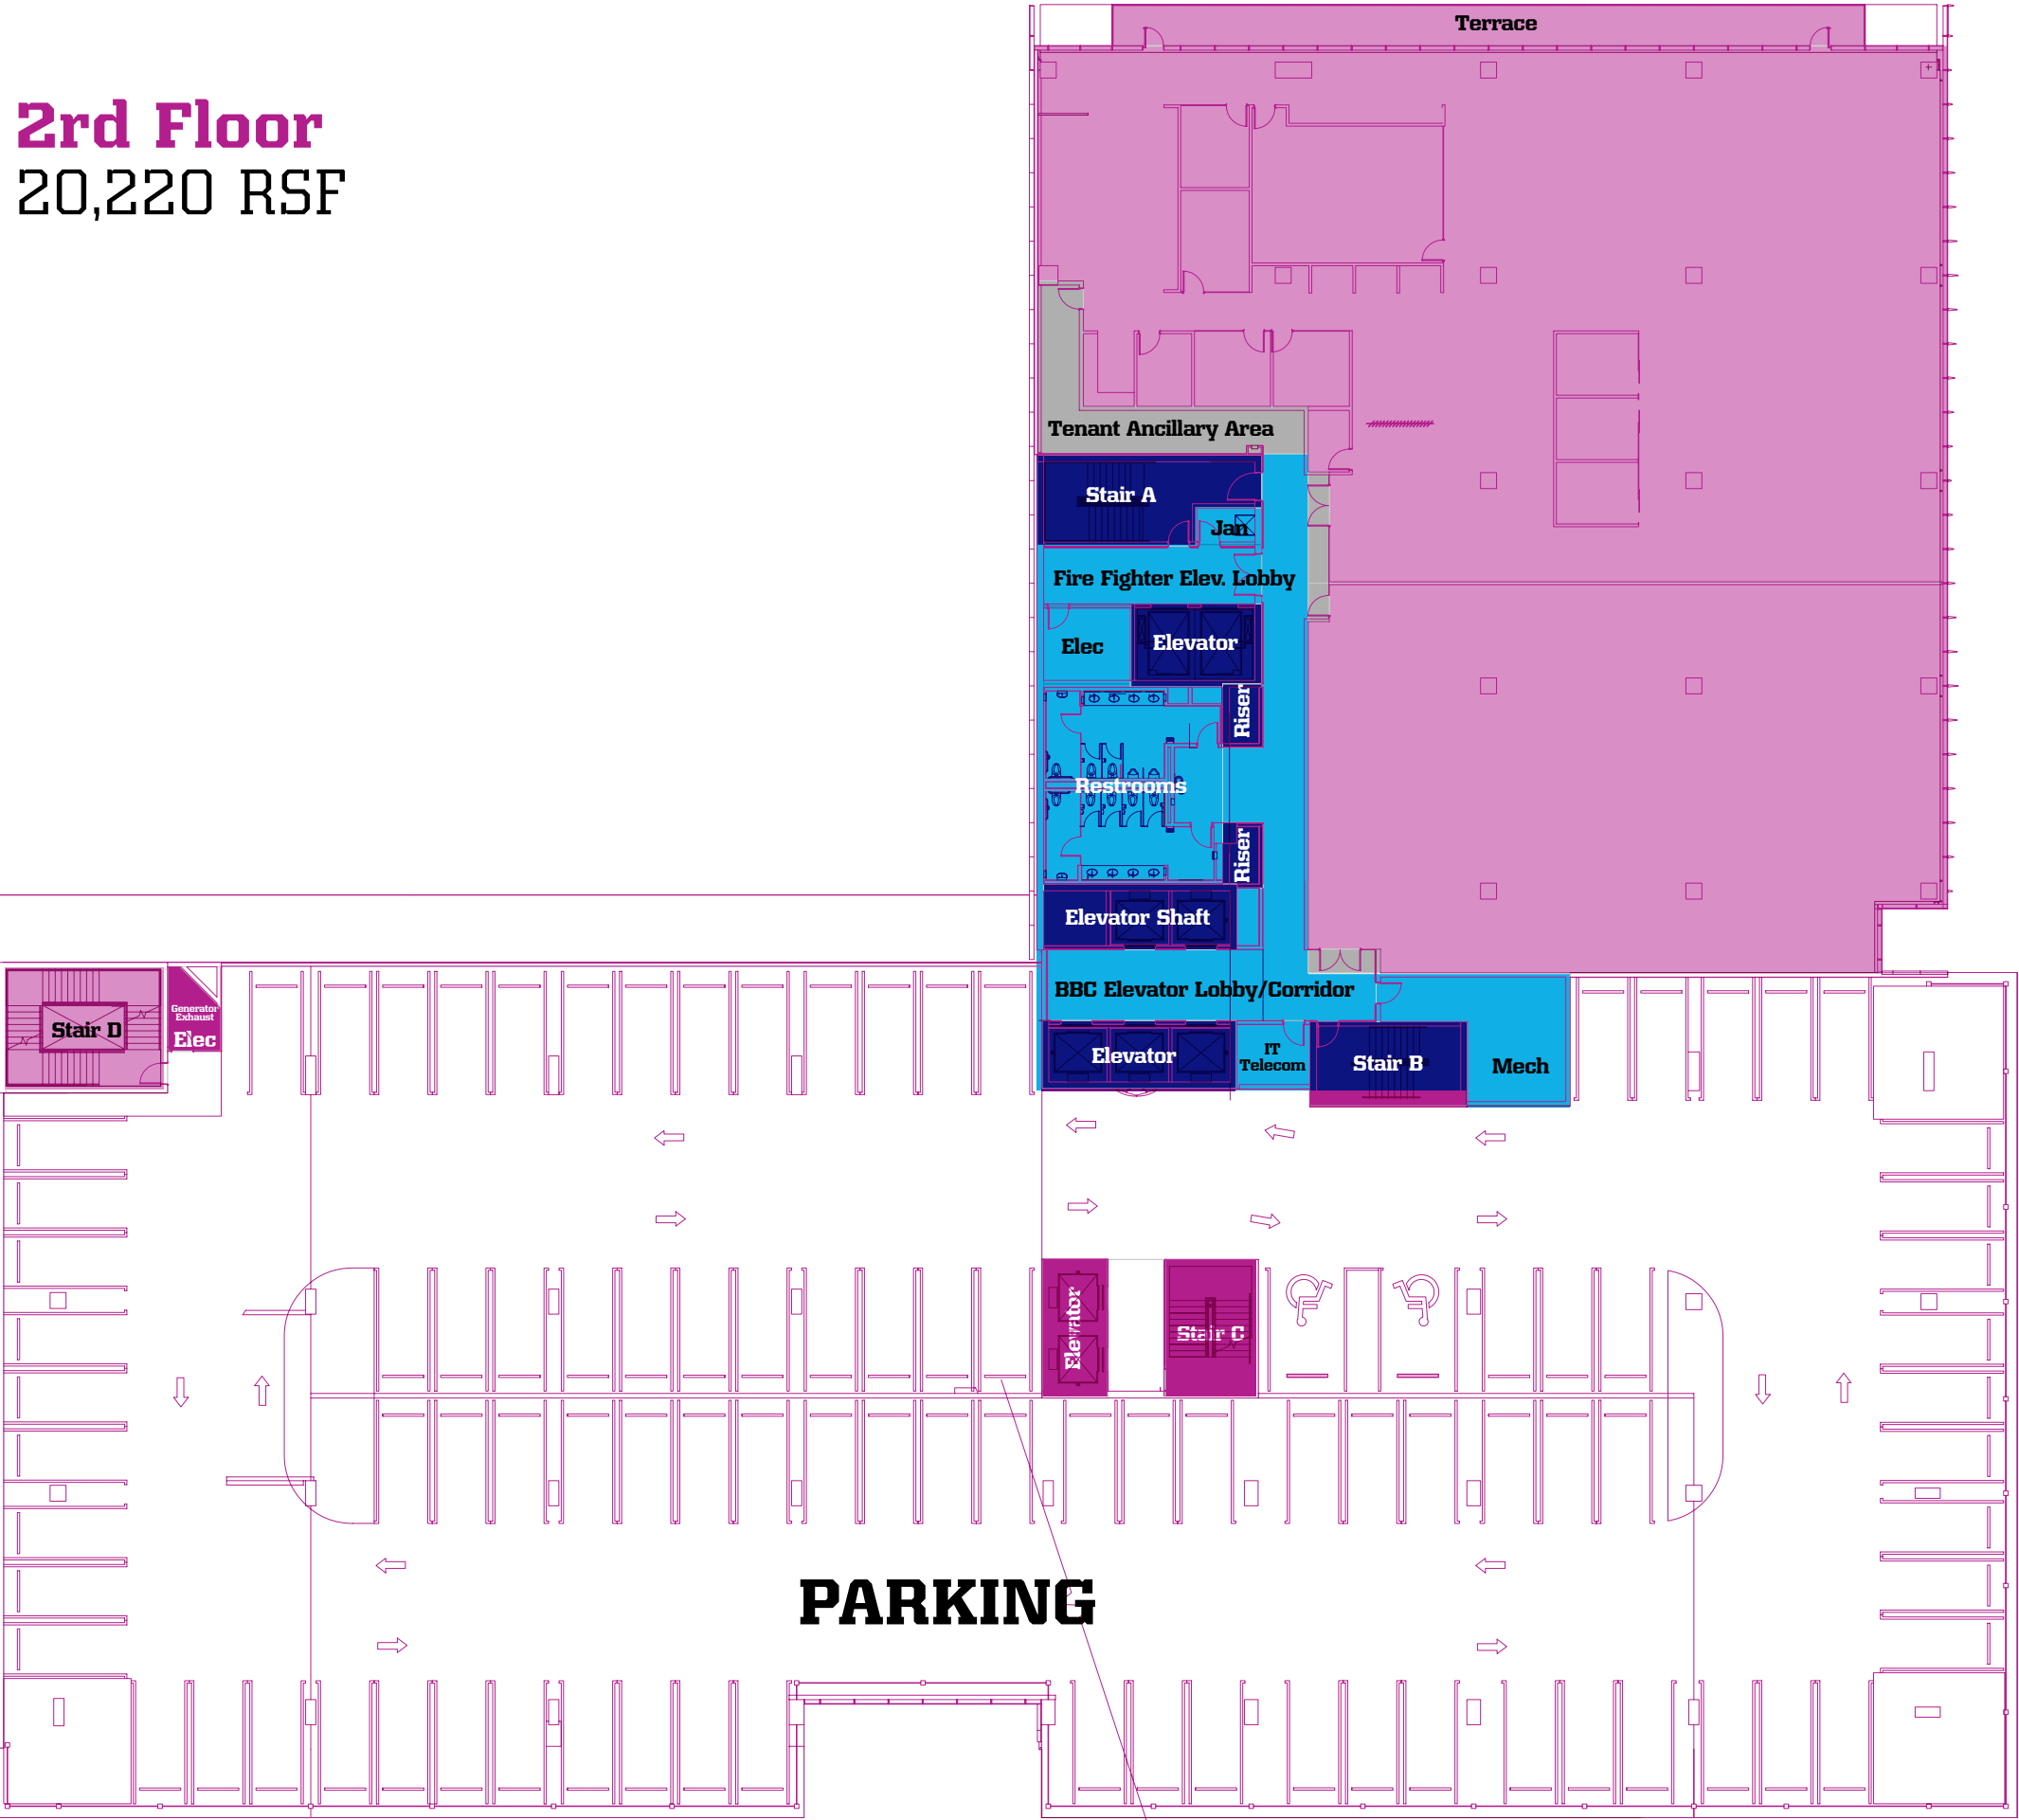 Terrace
2rd Floor
20,220 RSF
Tenant Ancillary Area
Stair A
Jan
Fire Fighter Elev. Lobby
Elec
Elevator
Riser
Restrooms
Riser
Elevator Shaft
BBC Elevator Lobby/Corridor
Generator
Exhaust
Elec
Stair D
Elevator
IT
Telecom
Stair B
Mech
Elevator
Stair C
PARKING